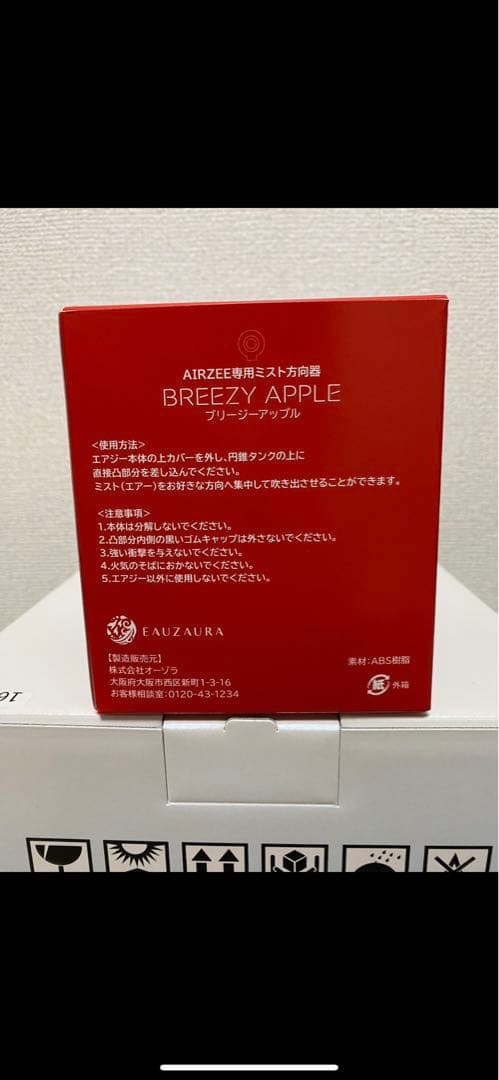 AIRZEE専用ミスト方向器
BREEZY APPLE
ブリージーアップル
<使用方法>
エアジー本体の上カバーを外し、円錐タンクの上に
直接凸部分を差し込んでください。
ミスト(エアー)をお好きな方向へ集中して吹き出させることができます。
<注意事項>
1.本体は分解しないでください。
2.凸部分内側の黒いゴムキャップは外さないでください。
3.強い衝撃を与えないでください。
4.火気のそばにおかないでください。
5.エアジー以外に使用しないでください。
EAUZAURA
【製造販売元】
株式会社オーゾラ
大阪府大阪市西区新町1-3-16
お客様相談室:0120-43-1234
素材:ABS樹脂
紙 外箱
16